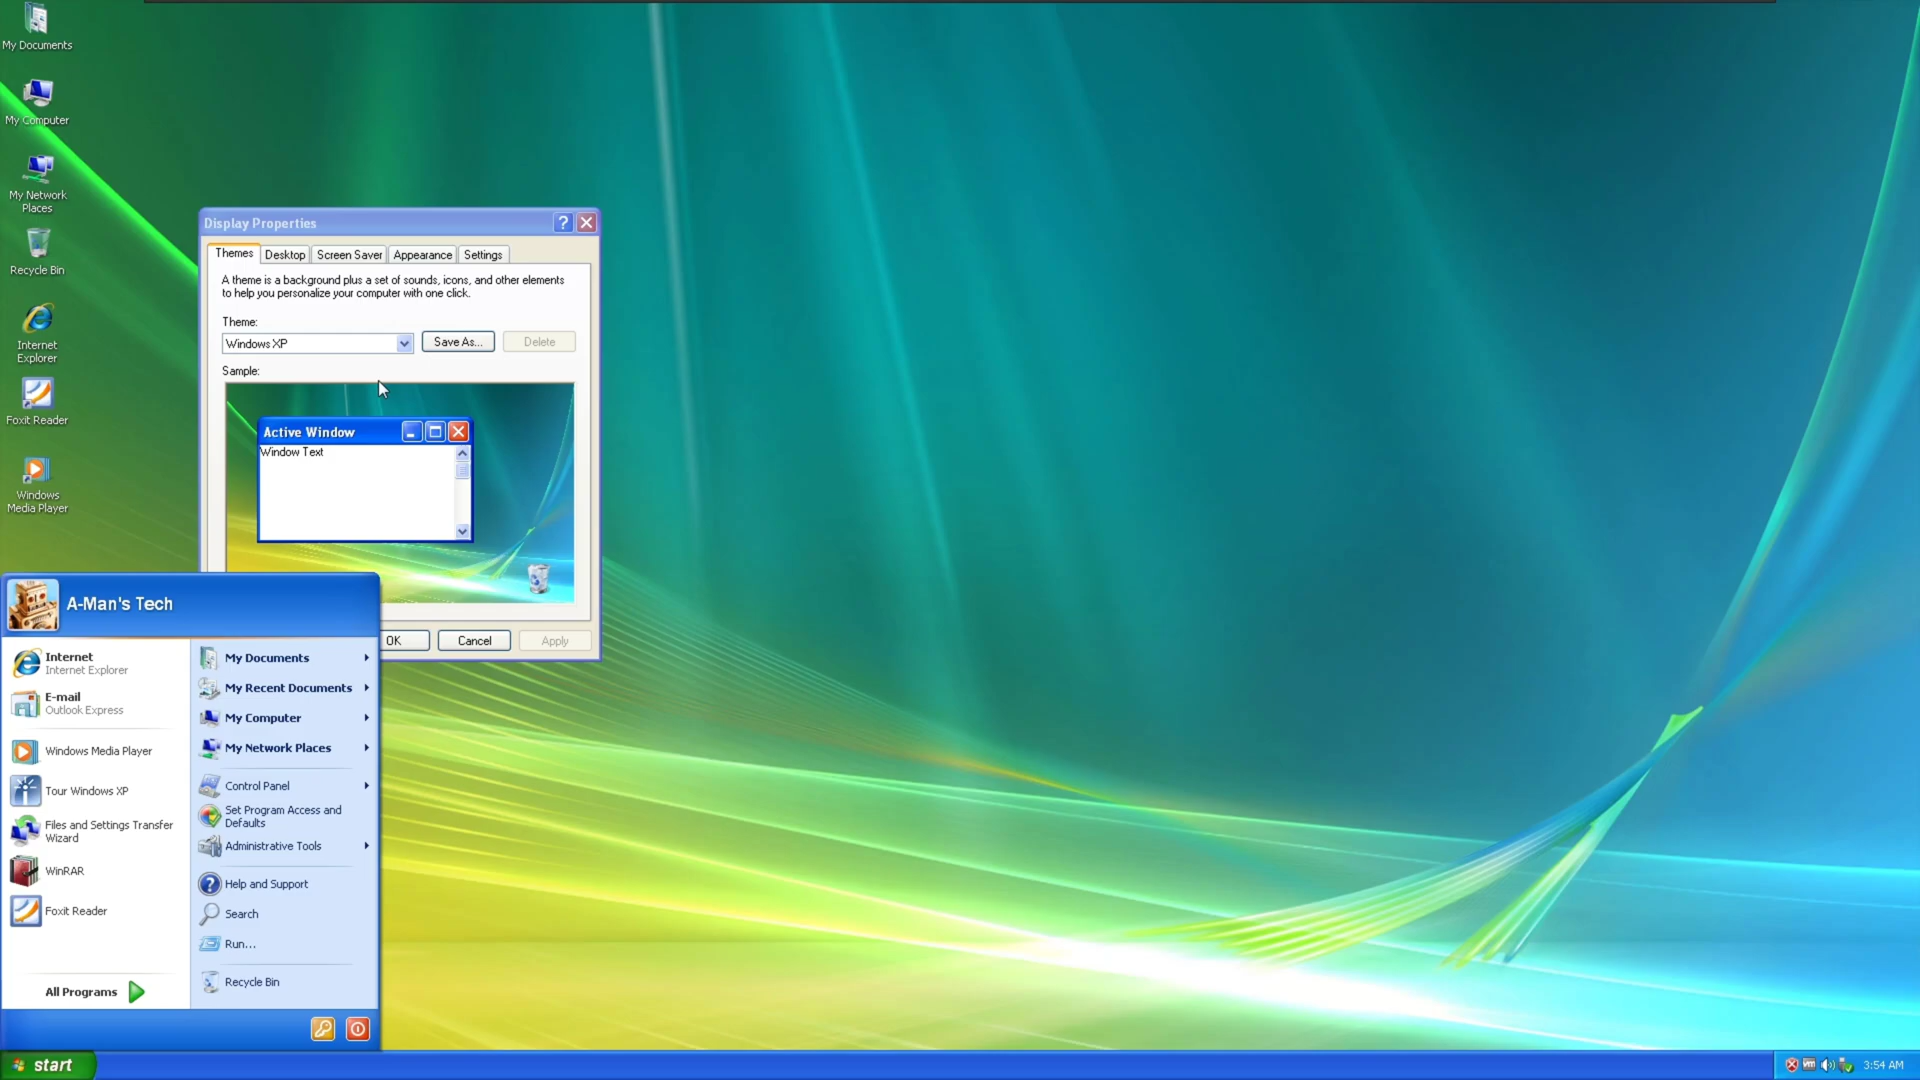 My Documents
My Computer
My Network
Places
Recycle Bin
Internet
Explorer
Foxit Reader
Windows
Media Player
Display Properties
Themes
Desktop
Screen Saver
Appearance
Settings
A theme is a background plus a set of sounds, icons, and other elements
to help you personalize your computer with one click.
Theme:
Windows XP
Save As...
Delete
Sample:
Active Window
Window Text
OK
Cancel
Apply
A-Man's Tech
Internet
Internet Explorer
E-mail
Outlook Express
Windows Media Player
Tour Windows XP
Files and Settings Transfer
Wizard
WinRAR
Foxit Reader
All Programs
My Documents
My Recent Documents
My Computer
My Network Places
Control Panel
Set Program Access and
Defaults
Administrative Tools
Help and Support
Search
Run...
Recycle Bin
start
3:54 AM